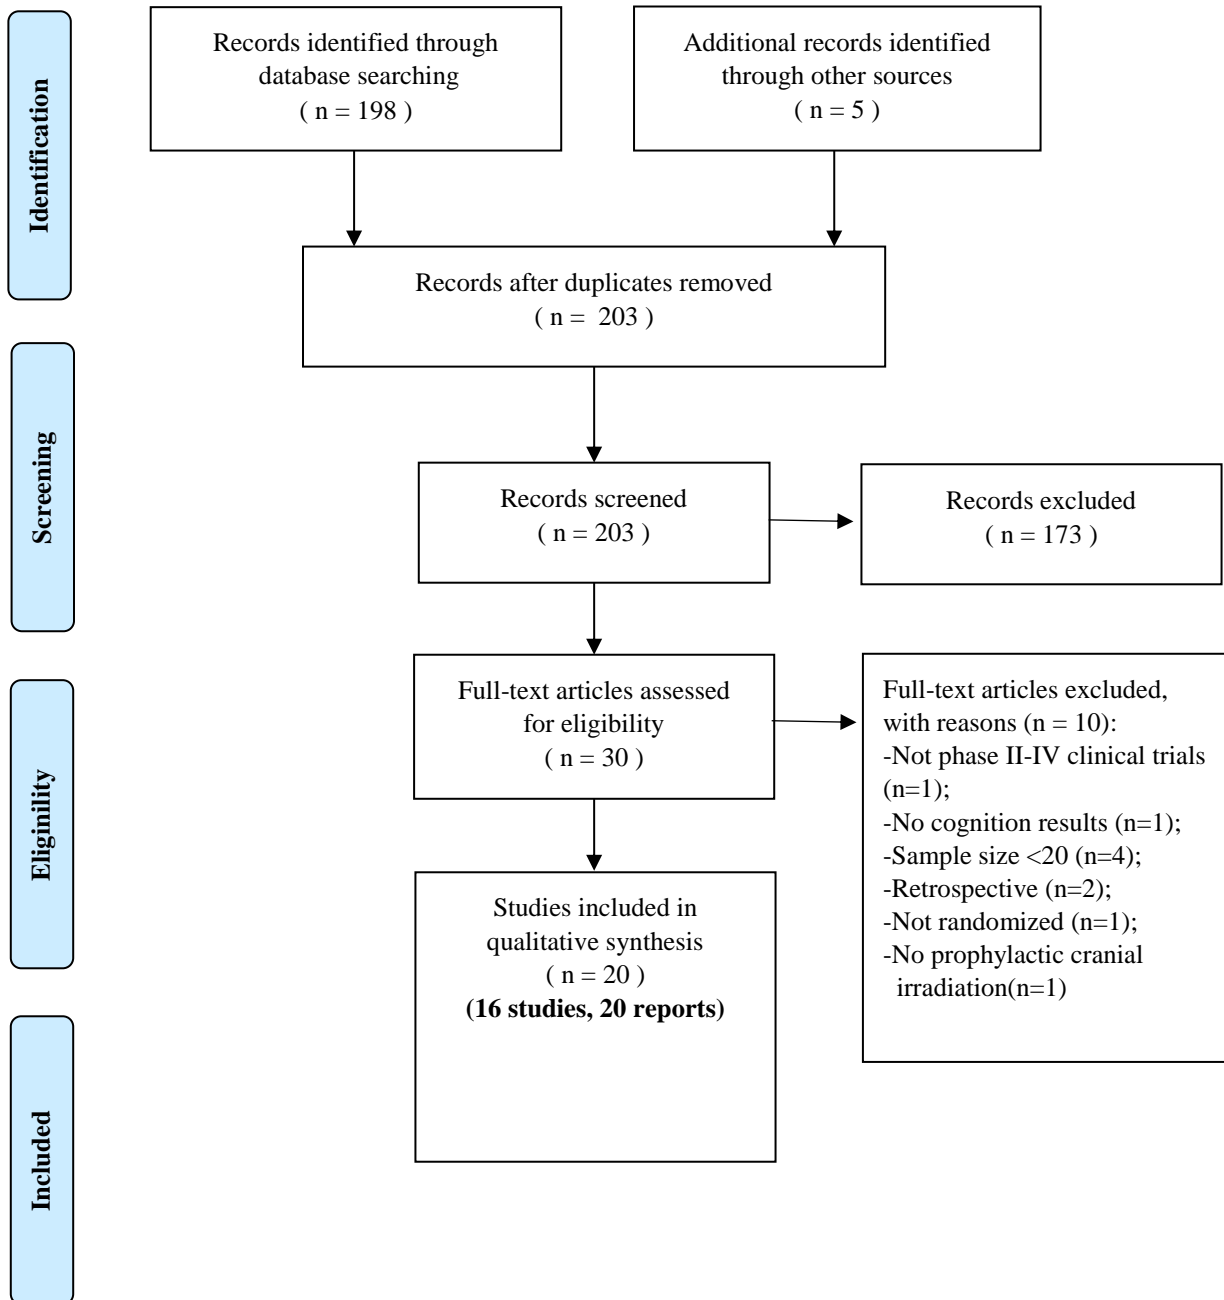 Identification
Records identified through
database searching
( n = 198 )
Additional records identified
through other sources
( n = 5 )
Records after duplicates removed
( n =  203 )
Screening
Records screened
( n = 203 )
Records excluded
( n = 173 )
Eliginility
Full-text articles assessed
for eligibility
( n = 30 )
Full-text articles excluded,
with reasons (n = 10):
-Not phase II-IV clinical trials
(n=1);
-No cognition results (n=1);
-Sample size <20 (n=4);
-Retrospective (n=2);
-Not randomized (n=1);
-No prophylactic cranial
irradiation(n=1)
Included
Studies included in
qualitative synthesis
( n = 20 )
(16 studies, 20 reports)